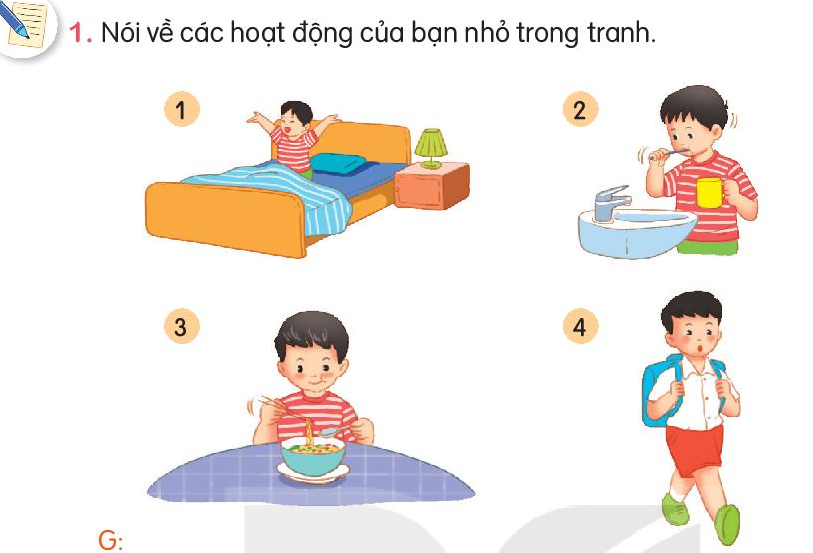 1. Nói về các hoạt động của bạn nhỏ trong tranh.
1
2
3
4
G: